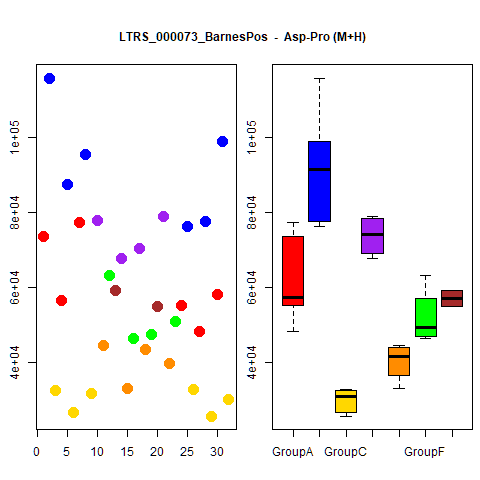 LTRS_000073_BarnesPos - Asp-Pro (M+H)
1e+05
8e+04
6e+04
4e+04
0 5 10 15 20 25 30
1e+05
8e+04
6e+04
4e+04
GroupA GroupC GroupF